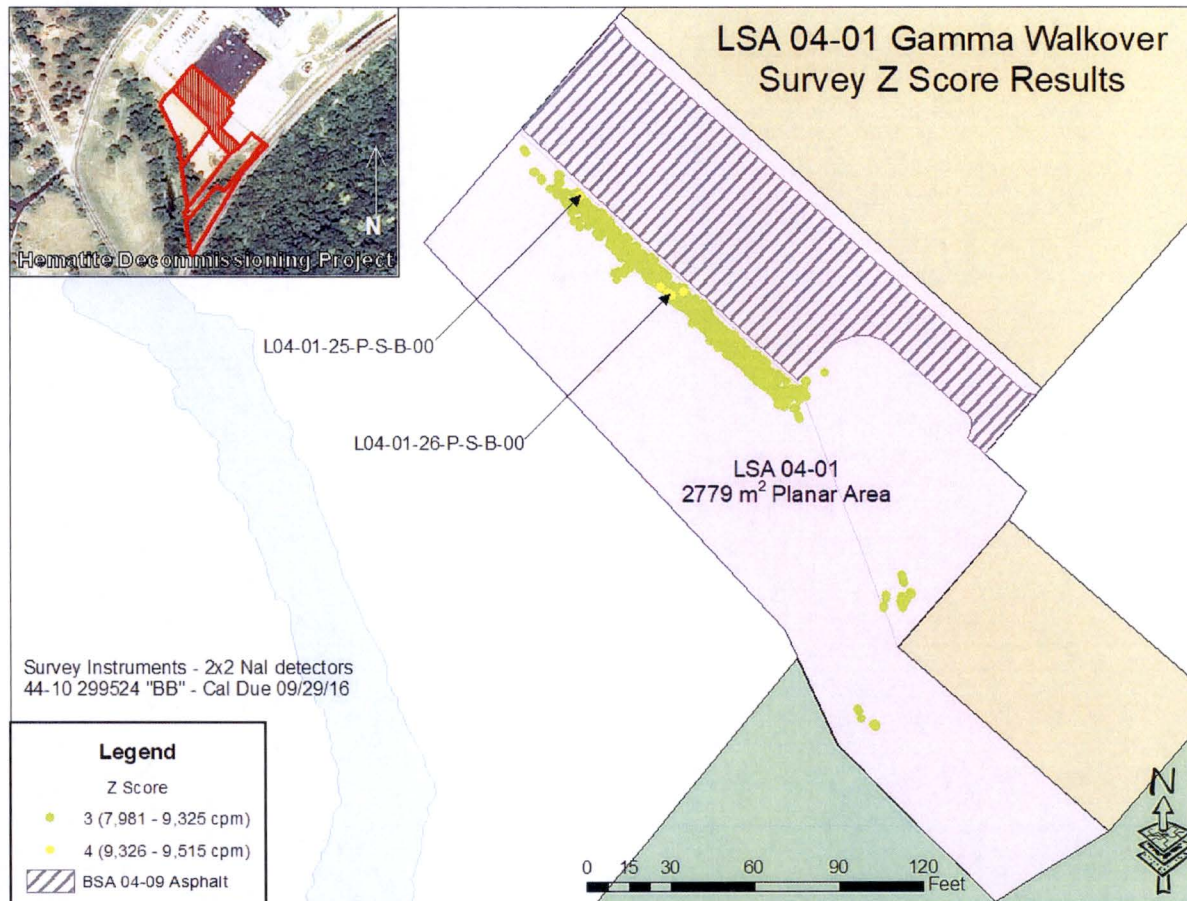 LSA 04-01 Gamma Walkover
Survey Z Score Results
N
Hematite Decommissioning Project
L04-01-25-P-S-B-00
L04-01-26-P-S-B-00
LSA 04-01
2779 m² Planar Area
Survey Instruments - 2x2 NaI detectors
44-10 299524 "BB" - Cal Due 09/29/16
Legend
Z Score
3 (7,981 - 9,325 cpm)
4 (9,326 - 9,515 cpm)
BSA 04-09 Asphalt
0 15 30 60 90 120
Feet
N